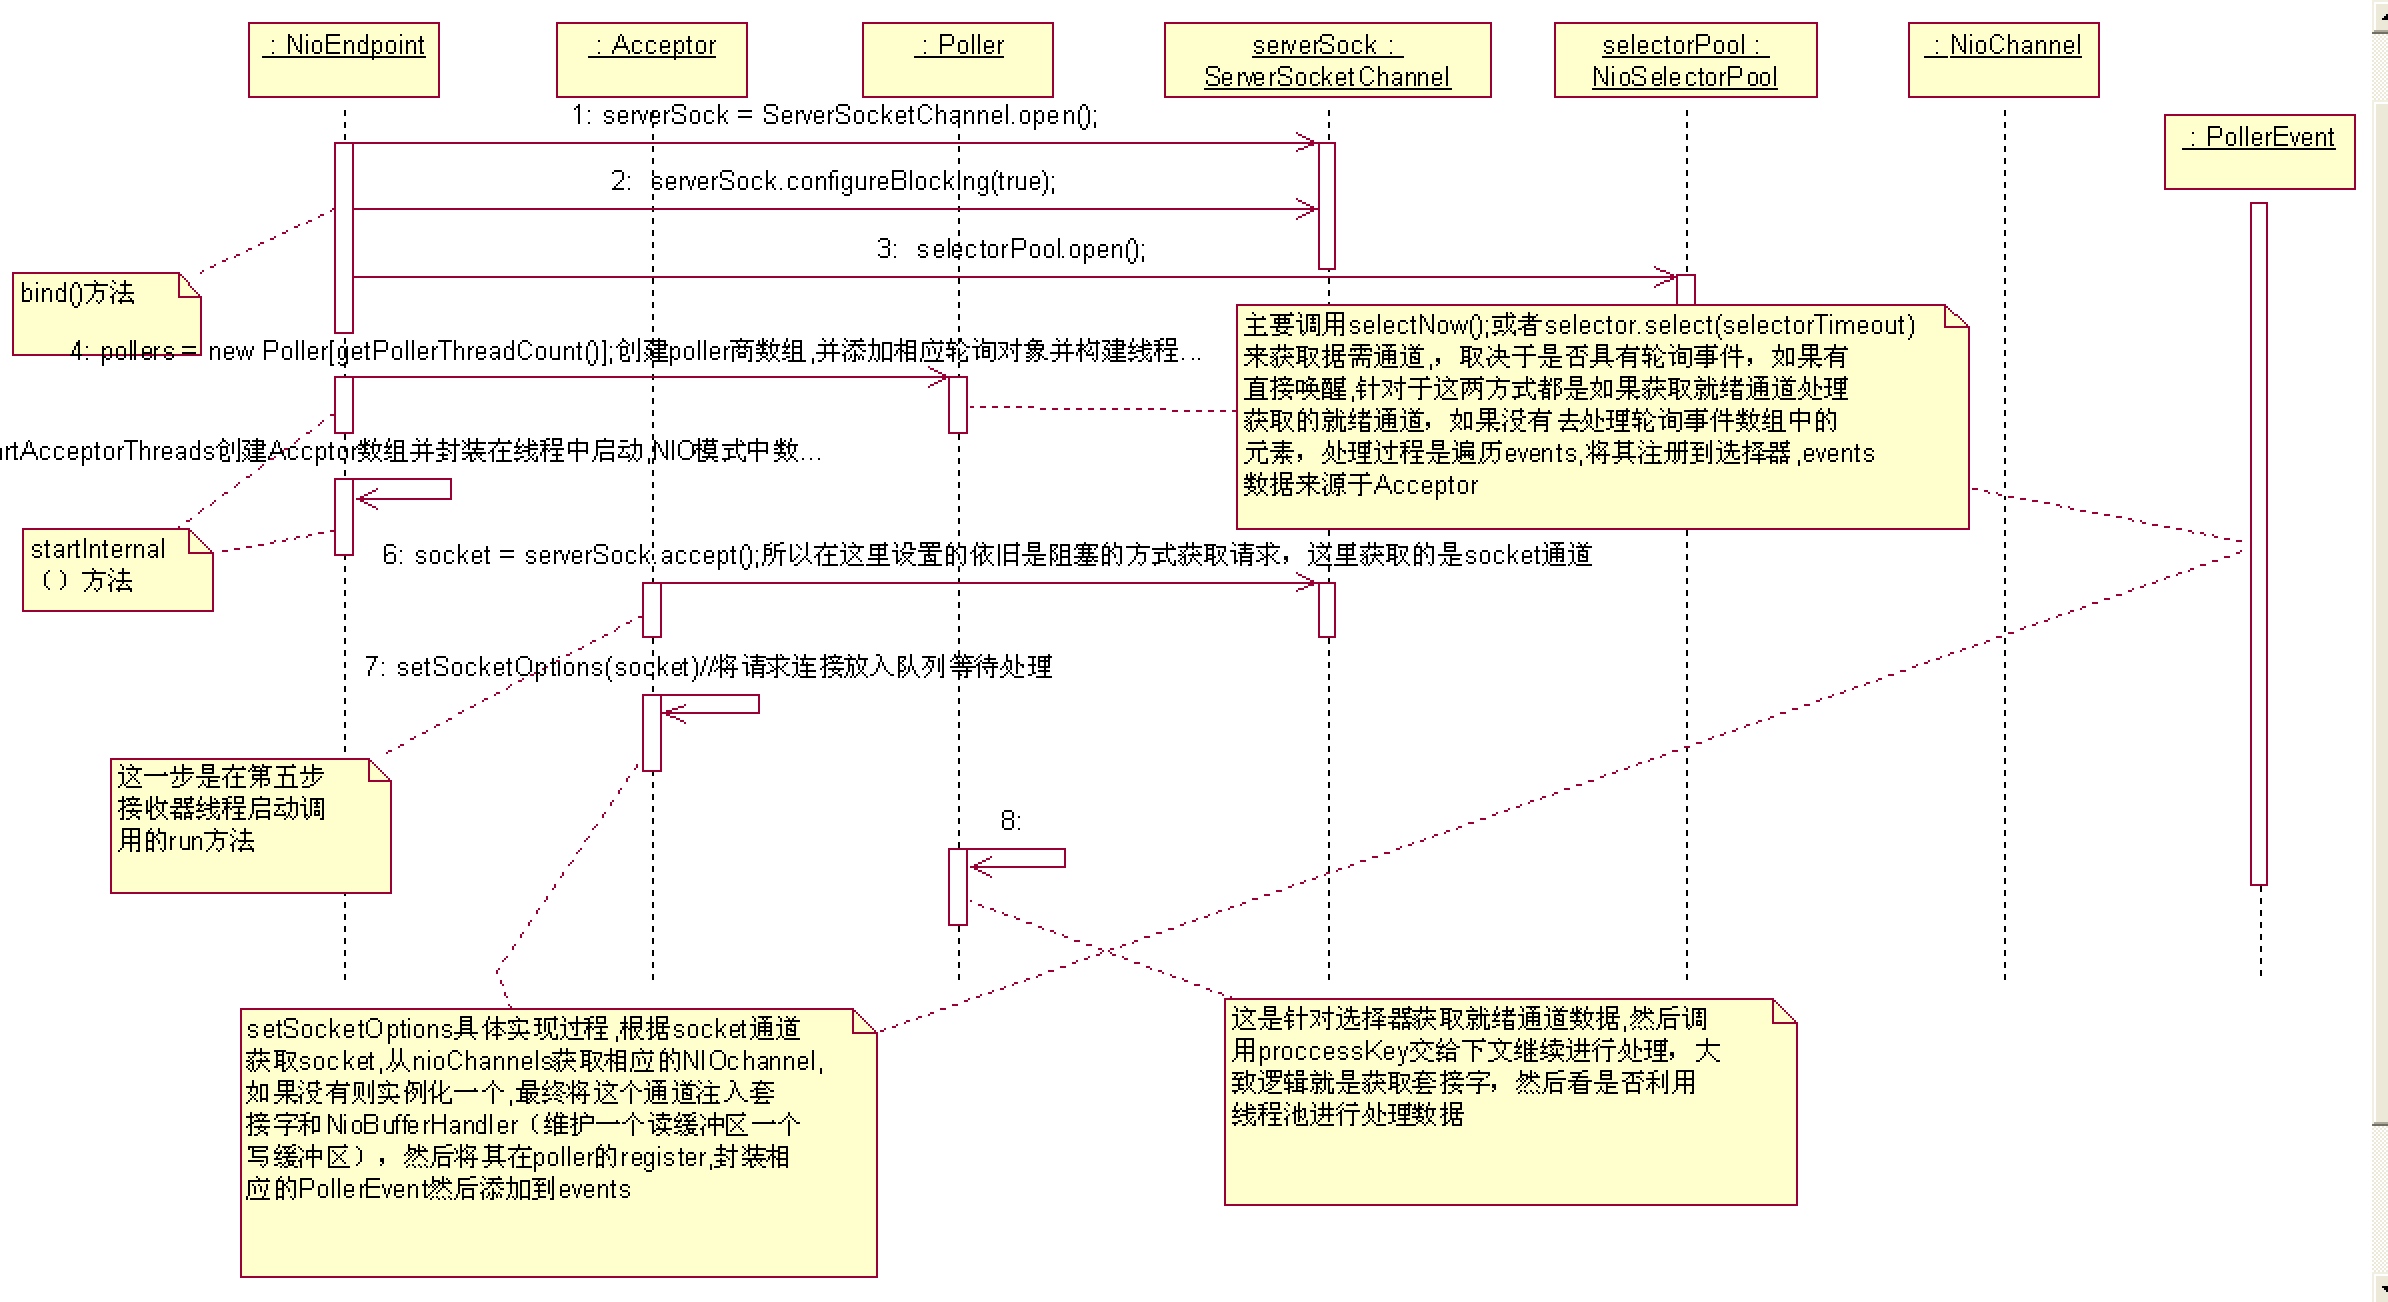 : NioEndpoint
: Acceptor
: Poller
serverSock :
ServerSocketChannel
selectorPool :
NioSelectorPool
: NioChannel
: PollerEvent
1: serverSock = ServerSocketChannel.open();
2: serverSock.configureBlocking(true);
3: selectorPool.open();
bind()方法
4: pollers = new Poller[getPollerThreadCount()];创建poller商数组,并添加相应轮询对象并构建线程...
主要调用selectNow();或者selector.select(selectorTimeout)
来获取据需通道,，取决于是否具有轮询事件，如果有
直接唤醒,针对于这两方式都是如果获取就绪通道处理
获取的就绪通道，如果没有去处理轮询事件数组中的
元素，处理过程是遍历events,将其注册到选择器,events
数据来源于Acceptor
rtAcceptorThreads创建Accptor数组并封装在线程中启动,NIO模式中数...
startInternal
（）方法
6: socket = serverSock.accept();所以在这里设置的依旧是阻塞的方式获取请求，这里获取的是socket通道
7: setSocketOptions(socket)//将请求连接放入队列等待处理
这一步是在第五步
接收器线程启动调
用的run方法
8:
setSocketOptions具体实现过程,根据socket通道
获取socket,从nioChannels获取相应的NIOchannel,
如果没有则实例化一个,最终将这个通道注入套
接字和NioBufferHandler（维护一个读缓冲区一个
写缓冲区），然后将其在poller的register,封装相
应的PollerEvent然后添加到events
这是针对选择器获取就绪通道数据,然后调
用proccessKey交给下文继续进行处理，大
致逻辑就是获取套接字，然后看是否利用
线程池进行处理数据